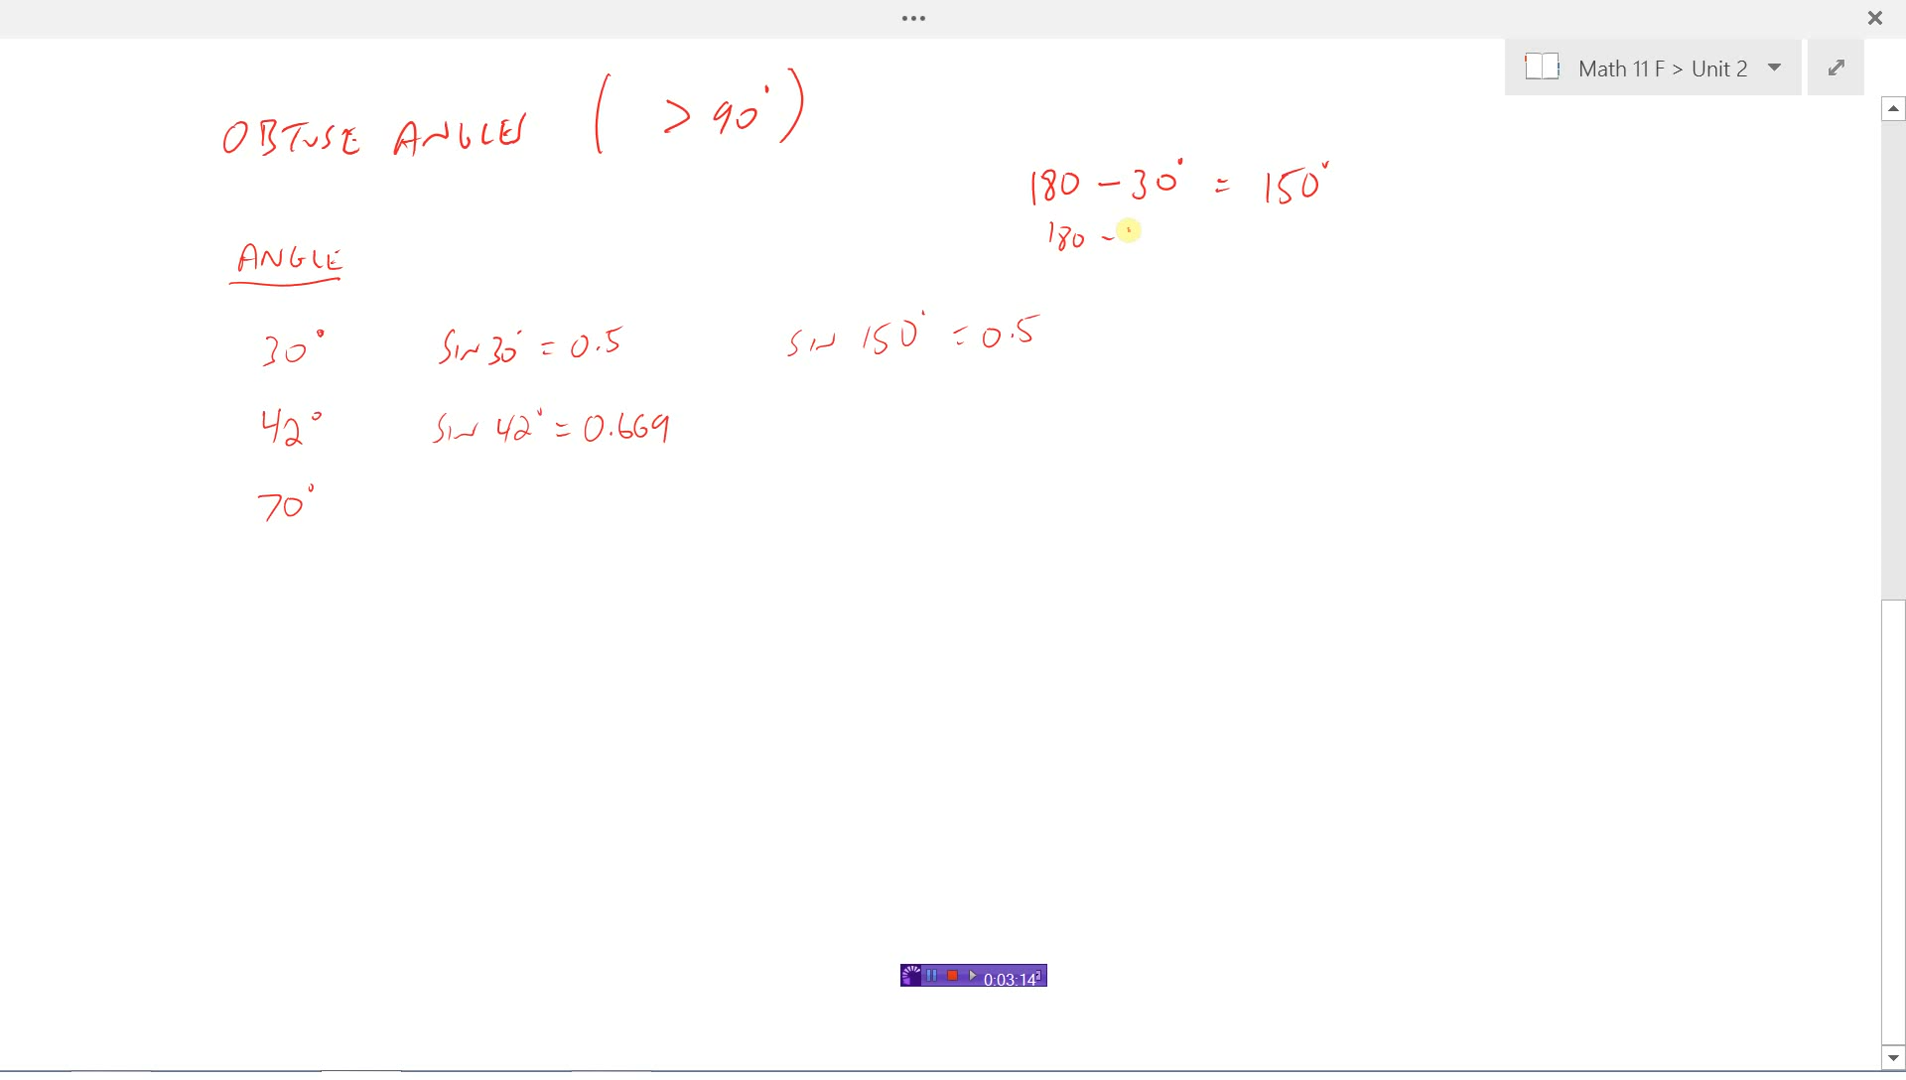 ...
Math 11 F > Unit 2
OBTUSE ANGLES ( > 90° )
180 - 30° = 150°
180 -
ANGLE
30° sin 30° = 0.5 sin 150° = 0.5
42° sin 42° = 0.669
70°
0:03:14